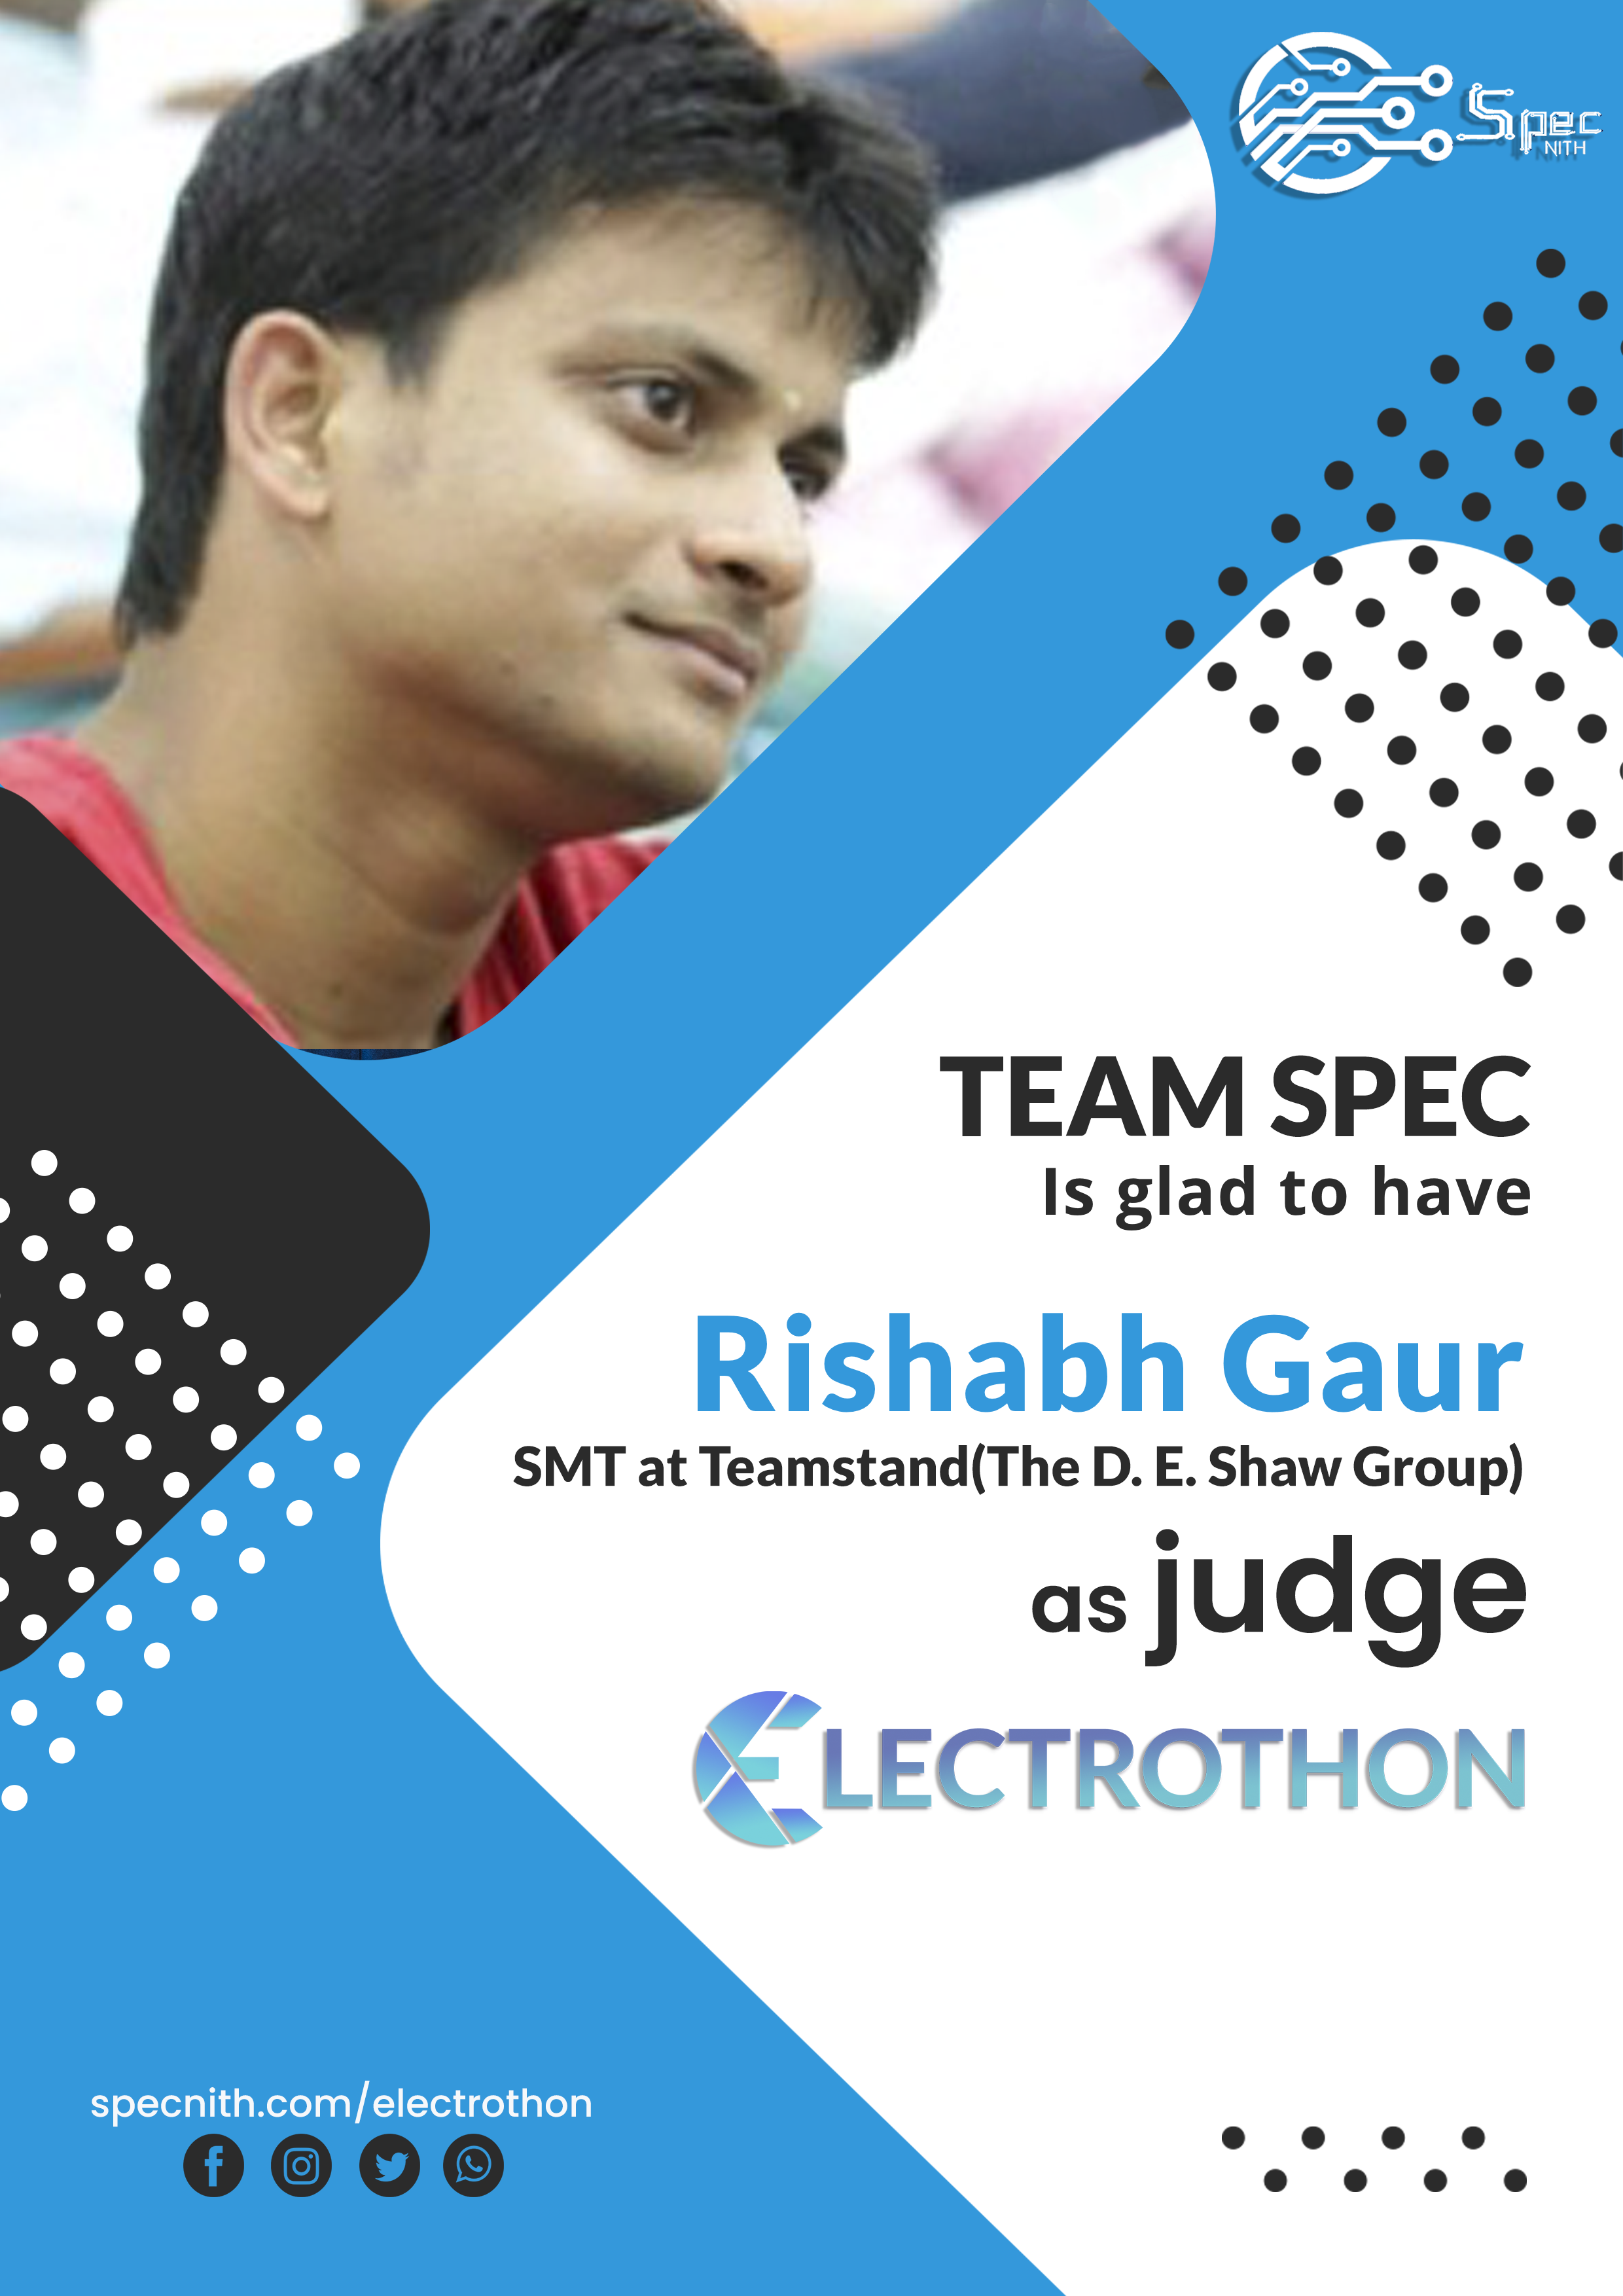 Spec
NITH
TEAM SPEC
Is glad to have
Rishabh Gaur
SMT at Teamstand(The D. E. Shaw Group)
as judge
ELECTROTHON
specnith.com/electrothon